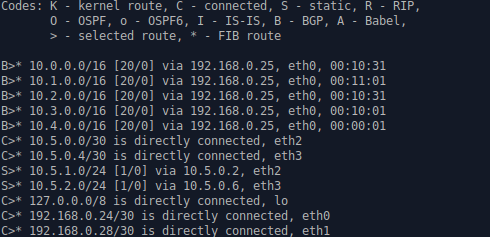 Codes: K - kernel route, C - connected, S - static, R - RIP,
O - OSPF, o - OSPF6, I - IS-IS, B - BGP, A - Babel,
> - selected route, * - FIB route
B>* 10.0.0.0/16 [20/0] via 192.168.0.25, eth0, 00:10:31
B>* 10.1.0.0/16 [20/0] via 192.168.0.25, eth0, 00:11:01
B>* 10.2.0.0/16 [20/0] via 192.168.0.25, eth0, 00:10:31
B>* 10.3.0.0/16 [20/0] via 192.168.0.25, eth0, 00:10:01
B>* 10.4.0.0/16 [20/0] via 192.168.0.25, eth0, 00:00:01
C>* 10.5.0.0/30 is directly connected, eth2
C>* 10.5.0.4/30 is directly connected, eth3
S>* 10.5.1.0/24 [1/0] via 10.5.0.2, eth2
S>* 10.5.2.0/24 [1/0] via 10.5.0.6, eth3
C>* 127.0.0.0/8 is directly connected, lo
C>* 192.168.0.24/30 is directly connected, eth0
C>* 192.168.0.28/30 is directly connected, eth1